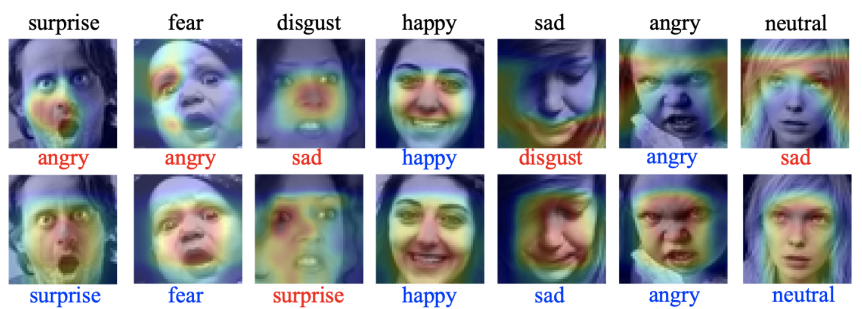 surprise fear disgust happy sad angry neutral
angry angry sad happy disgust angry sad
surprise fear surprise happy sad angry neutral